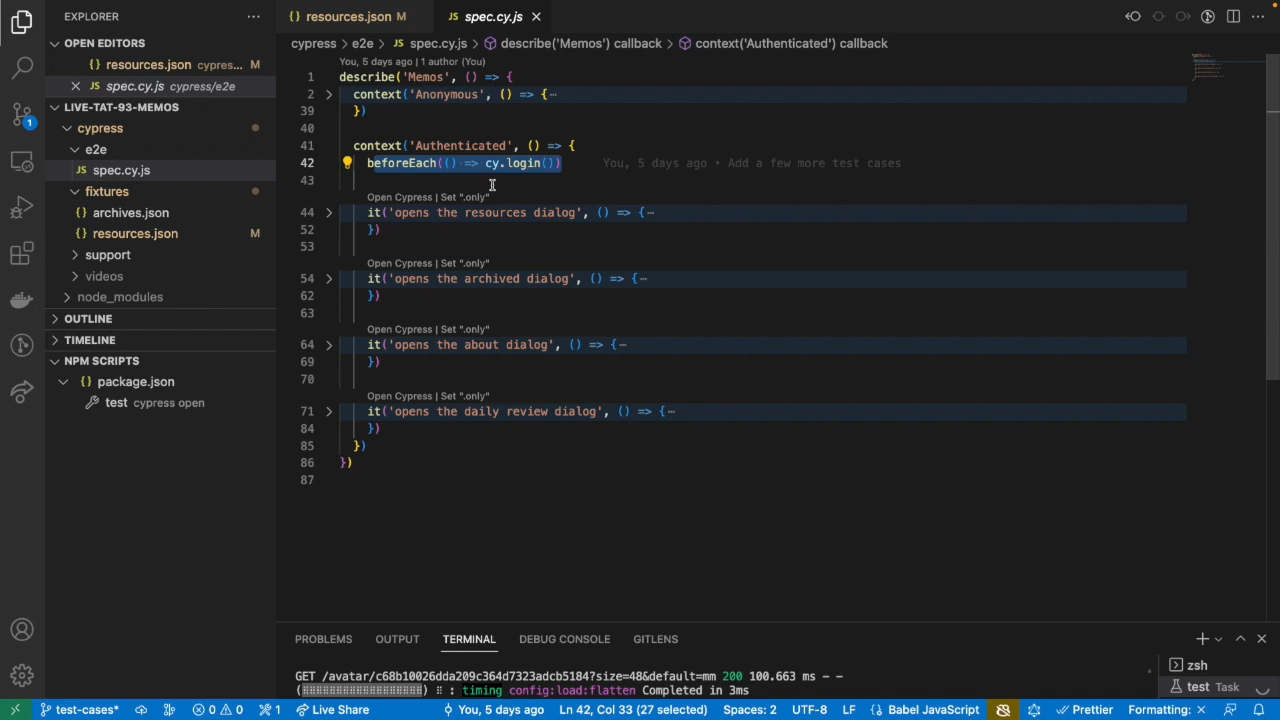 EXPLORER
OPEN EDITORS
{} resources.json cypres... M
× JS spec.cy.js cypress/e2e
LIVE-TAT-93-MEMOS
cypress
e2e
JS spec.cy.js
fixtures
{} archives.json
{} resources.json M
support
videos
node_modules
OUTLINE
TIMELINE
NPM SCRIPTS
{} package.json
test cypress open
{} resources.json M
JS spec.cy.js ×
cypress > e2e > JS spec.cy.js > describe('Memos') callback > context('Authenticated') callback
You, 5 days ago | 1 author (You)
1 describe('Memos', () => {
2 context('Anonymous', () => {⋯
39 })
40
41 context('Authenticated', () => {
42 beforeEach(() => cy.login()) You, 5 days ago • Add a few more test cases
43
Open Cypress | Set ".only"
44 it('opens the resources dialog', () => {⋯
52 })
53
Open Cypress | Set ".only"
54 it('opens the archived dialog', () => {⋯
62 })
63
Open Cypress | Set ".only"
64 it('opens the about dialog', () => {⋯
69 })
70
Open Cypress | Set ".only"
71 it('opens the daily review dialog', () => {⋯
84 })
85 })
86 })
87
PROBLEMS OUTPUT TERMINAL DEBUG CONSOLE GITLENS
GET /avatar/c68b10026dda209c364d7323adcb5184?size=48&default=mm 200 100.663 ms - -
timing config:load:flatten Completed in 3ms
zsh
test Task
test-cases* 0 0 1 Live Share You, 5 days ago Ln 42, Col 33 (27 selected) Spaces: 2 UTF-8 LF {} Babel JavaScript Prettier Formatting: ×